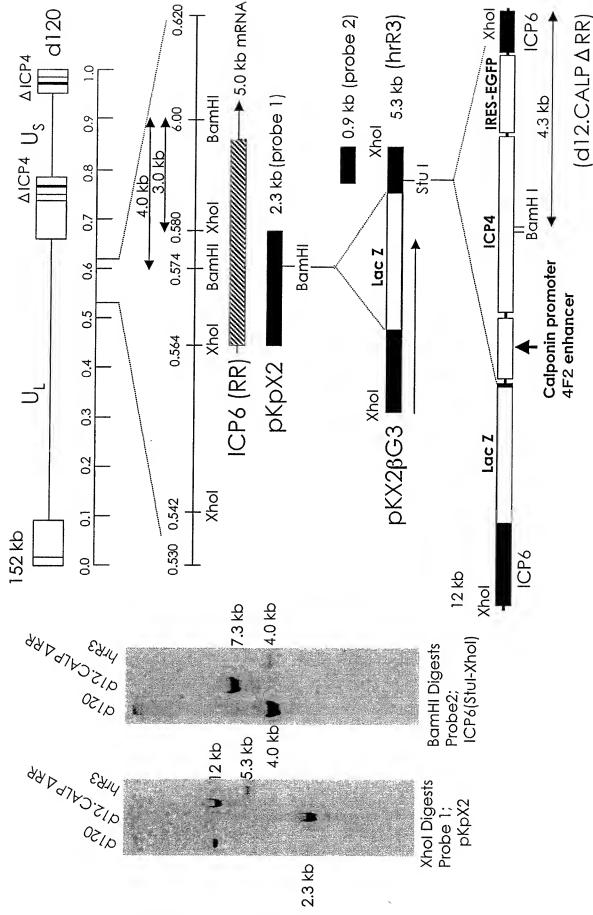 152 kb
U_L
ΔICP4
U_S
ΔICP4
d120
0.0 0.1 0.2 0.3 0.4 0.5 0.6 0.7 0.8 0.9 1.0
4.0 kb
3.0 kb
0.530 0.542 0.564 0.574 0.580 6.00 0.620
XhoI XhoI BamHI XhoI BamHI
ICP6 (RR)
5.0 kb mRNA
pKpX2
2.3 kb (probe 1)
BamHI
0.9 kb (probe 2)
XhoI
Lac Z
XhoI
pKX2βG3
5.3 kb (hrR3)
Stu I
12 kb
XhoI
Lac Z
ICP4
IRES-EGFP
XhoI
ICP6
Calponin promoter
4F2 enhancer
BamH I
ICP6
4.3 kb
(d12.CALPΔRR)
d120
d12.CALPΔRR
hrR3
12 kb
5.3 kb
2.3 kb
XhoI Digests
Probe 1;
pKpX2
d120
d12.CALPΔRR
hrR3
7.3 kb
4.0 kb
4.0 kb
BamHI Digests
Probe2;
ICP6(StuI-XhoI)